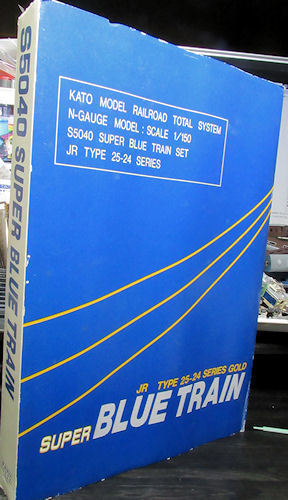 S5040 SUPER BLUE TRAIN
KATO MODEL RAILROAD TOTAL SYSTEM
N-GAUGE MODEL : SCALE 1/150
S5040 SUPER BLUE TRAIN SET
JR TYPE 25-24 SERIES
JR TYPE 25-24 SERIES GOLD
SUPER BLUE TRAIN